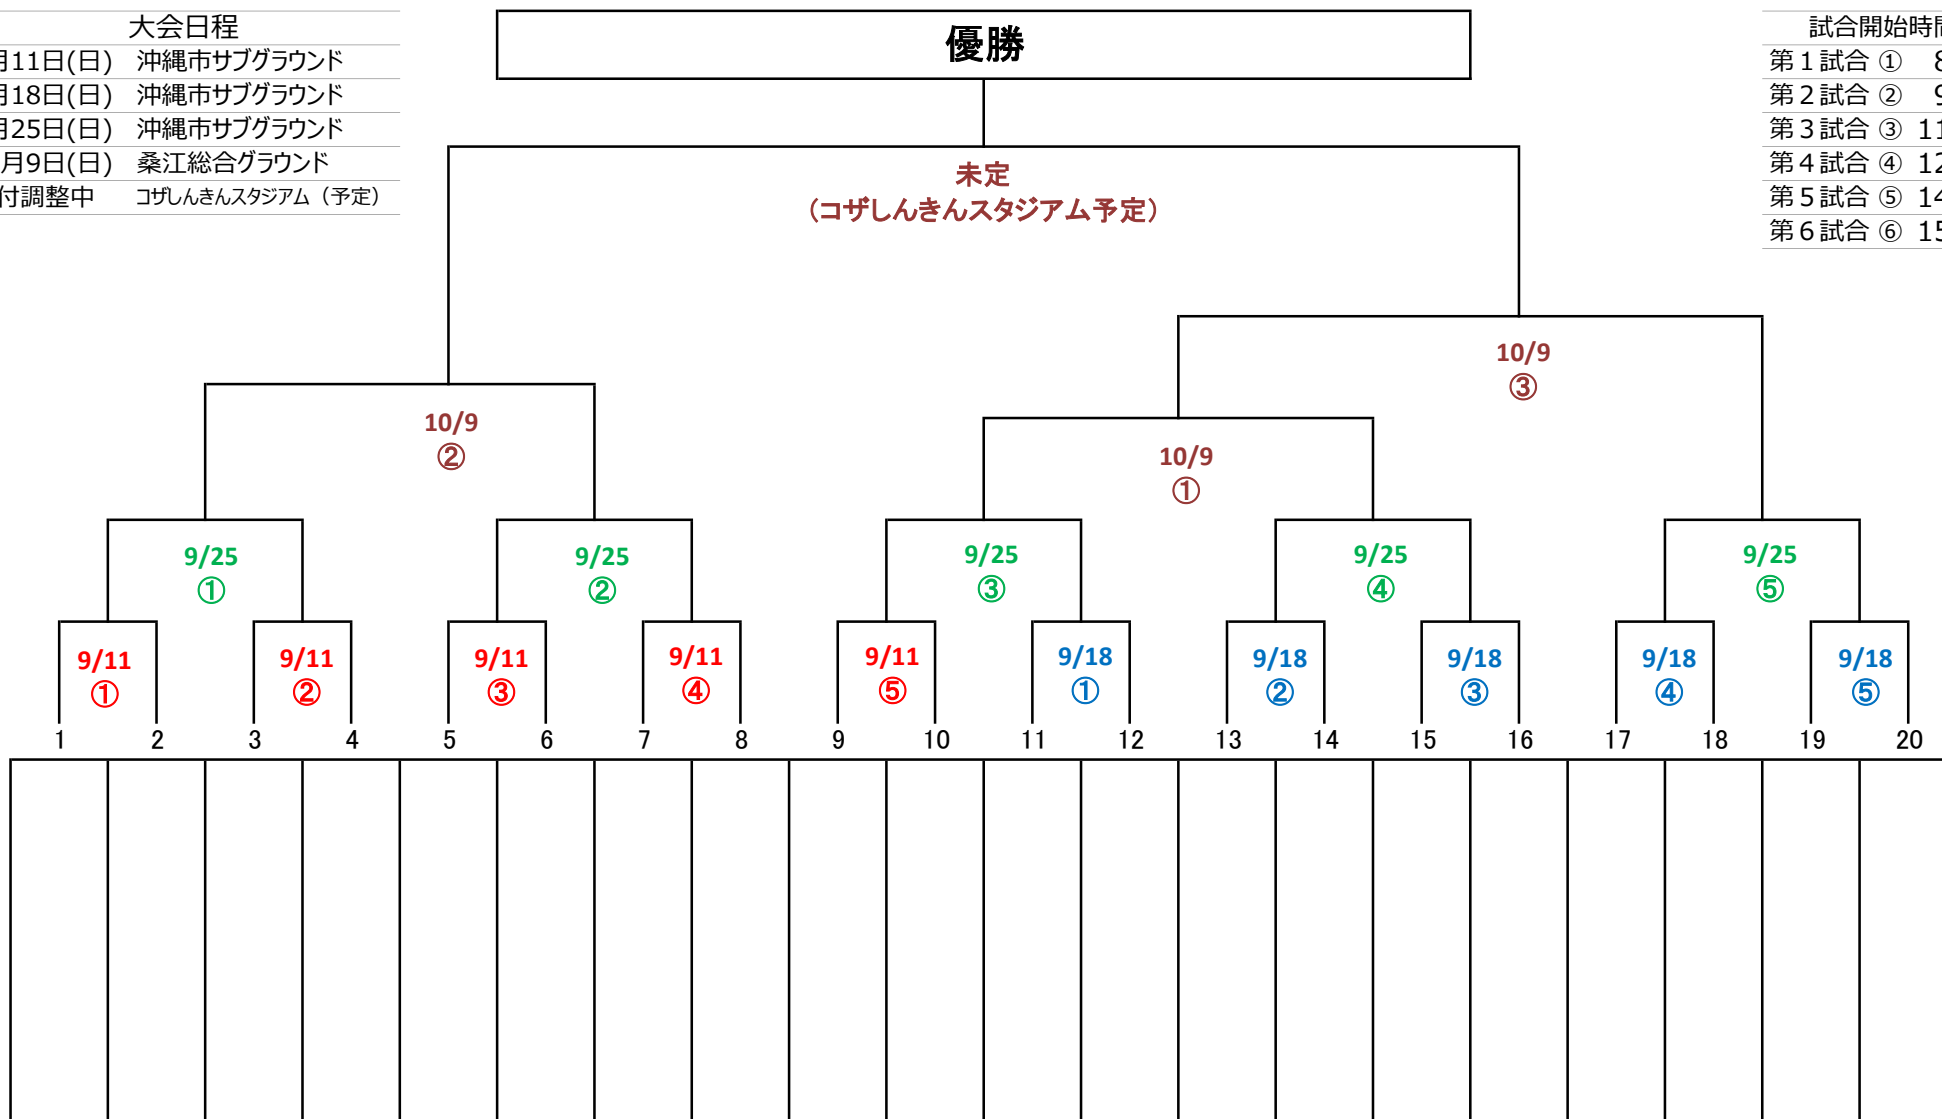 大会日程
月11日(日) 沖縄市サブグラウンド
月18日(日) 沖縄市サブグラウンド
月25日(日) 沖縄市サブグラウンド
月9日(日) 桑江総合グラウンド
付調整中 コザしんきんスタジアム（予定）
優勝
試合開始時間
第１試合 ① 8
第２試合 ② 9
第３試合 ③ 11
第４試合 ④ 12
第５試合 ⑤ 14
第６試合 ⑥ 15
未定
（コザしんきんスタジアム予定）
10/9
③
10/9
②
10/9
①
9/25 9/25 9/25 9/25 9/25
① ② ③ ④ ⑤
9/11 9/11 9/11 9/11 9/11 9/18 9/18 9/18 9/18 9/18
① ② ③ ④ ⑤ ① ② ③ ④ ⑤
1 2 3 4 5 6 7 8 9 10 11 12 13 14 15 16 17 18 19 20